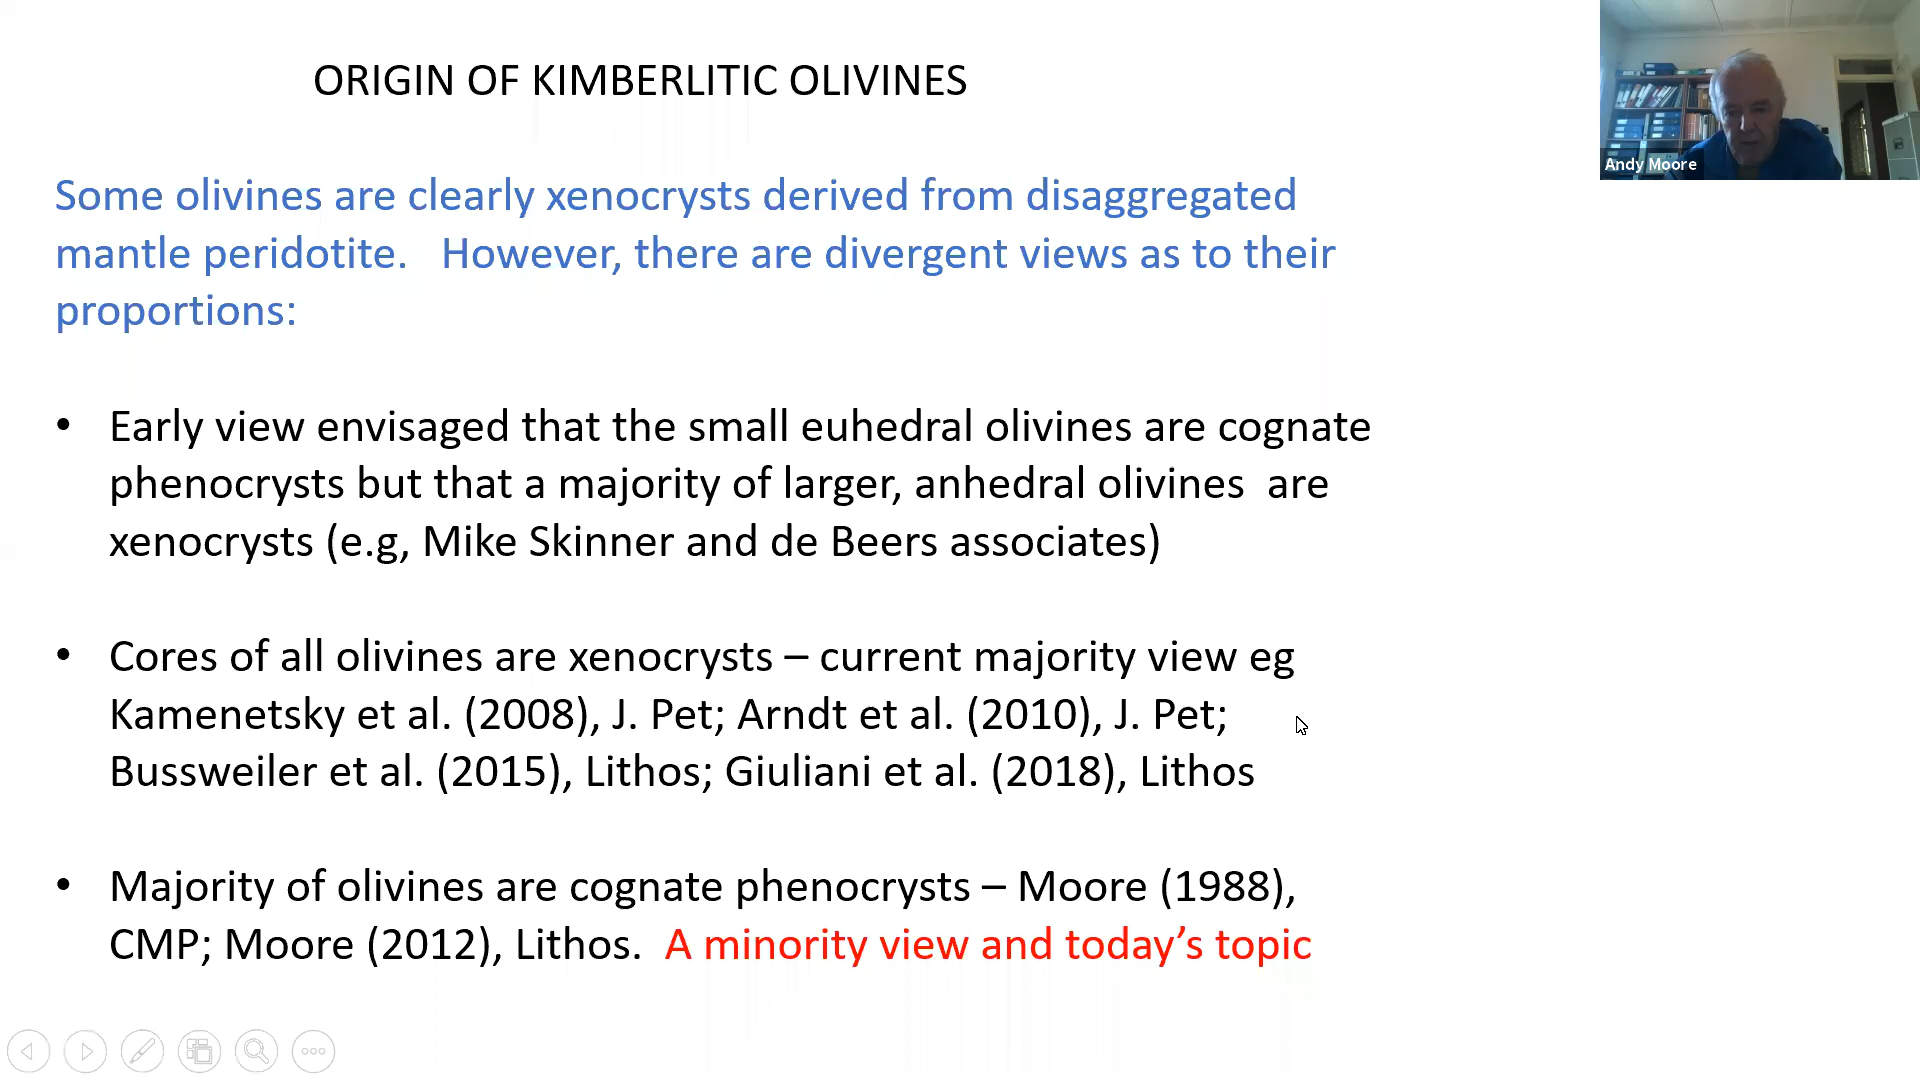 ORIGIN OF KIMBERLITIC OLIVINES
Andy Moore
Some olivines are clearly xenocrysts derived from disaggregated
mantle peridotite. However, there are divergent views as to their
proportions:
• Early view envisaged that the small euhedral olivines are cognate
phenocrysts but that a majority of larger, anhedral olivines are
xenocrysts (e.g, Mike Skinner and de Beers associates)
• Cores of all olivines are xenocrysts – current majority view eg
Kamenetsky et al. (2008), J. Pet; Arndt et al. (2010), J. Pet;
Bussweiler et al. (2015), Lithos; Giuliani et al. (2018), Lithos
• Majority of olivines are cognate phenocrysts – Moore (1988),
CMP; Moore (2012), Lithos. A minority view and today’s topic